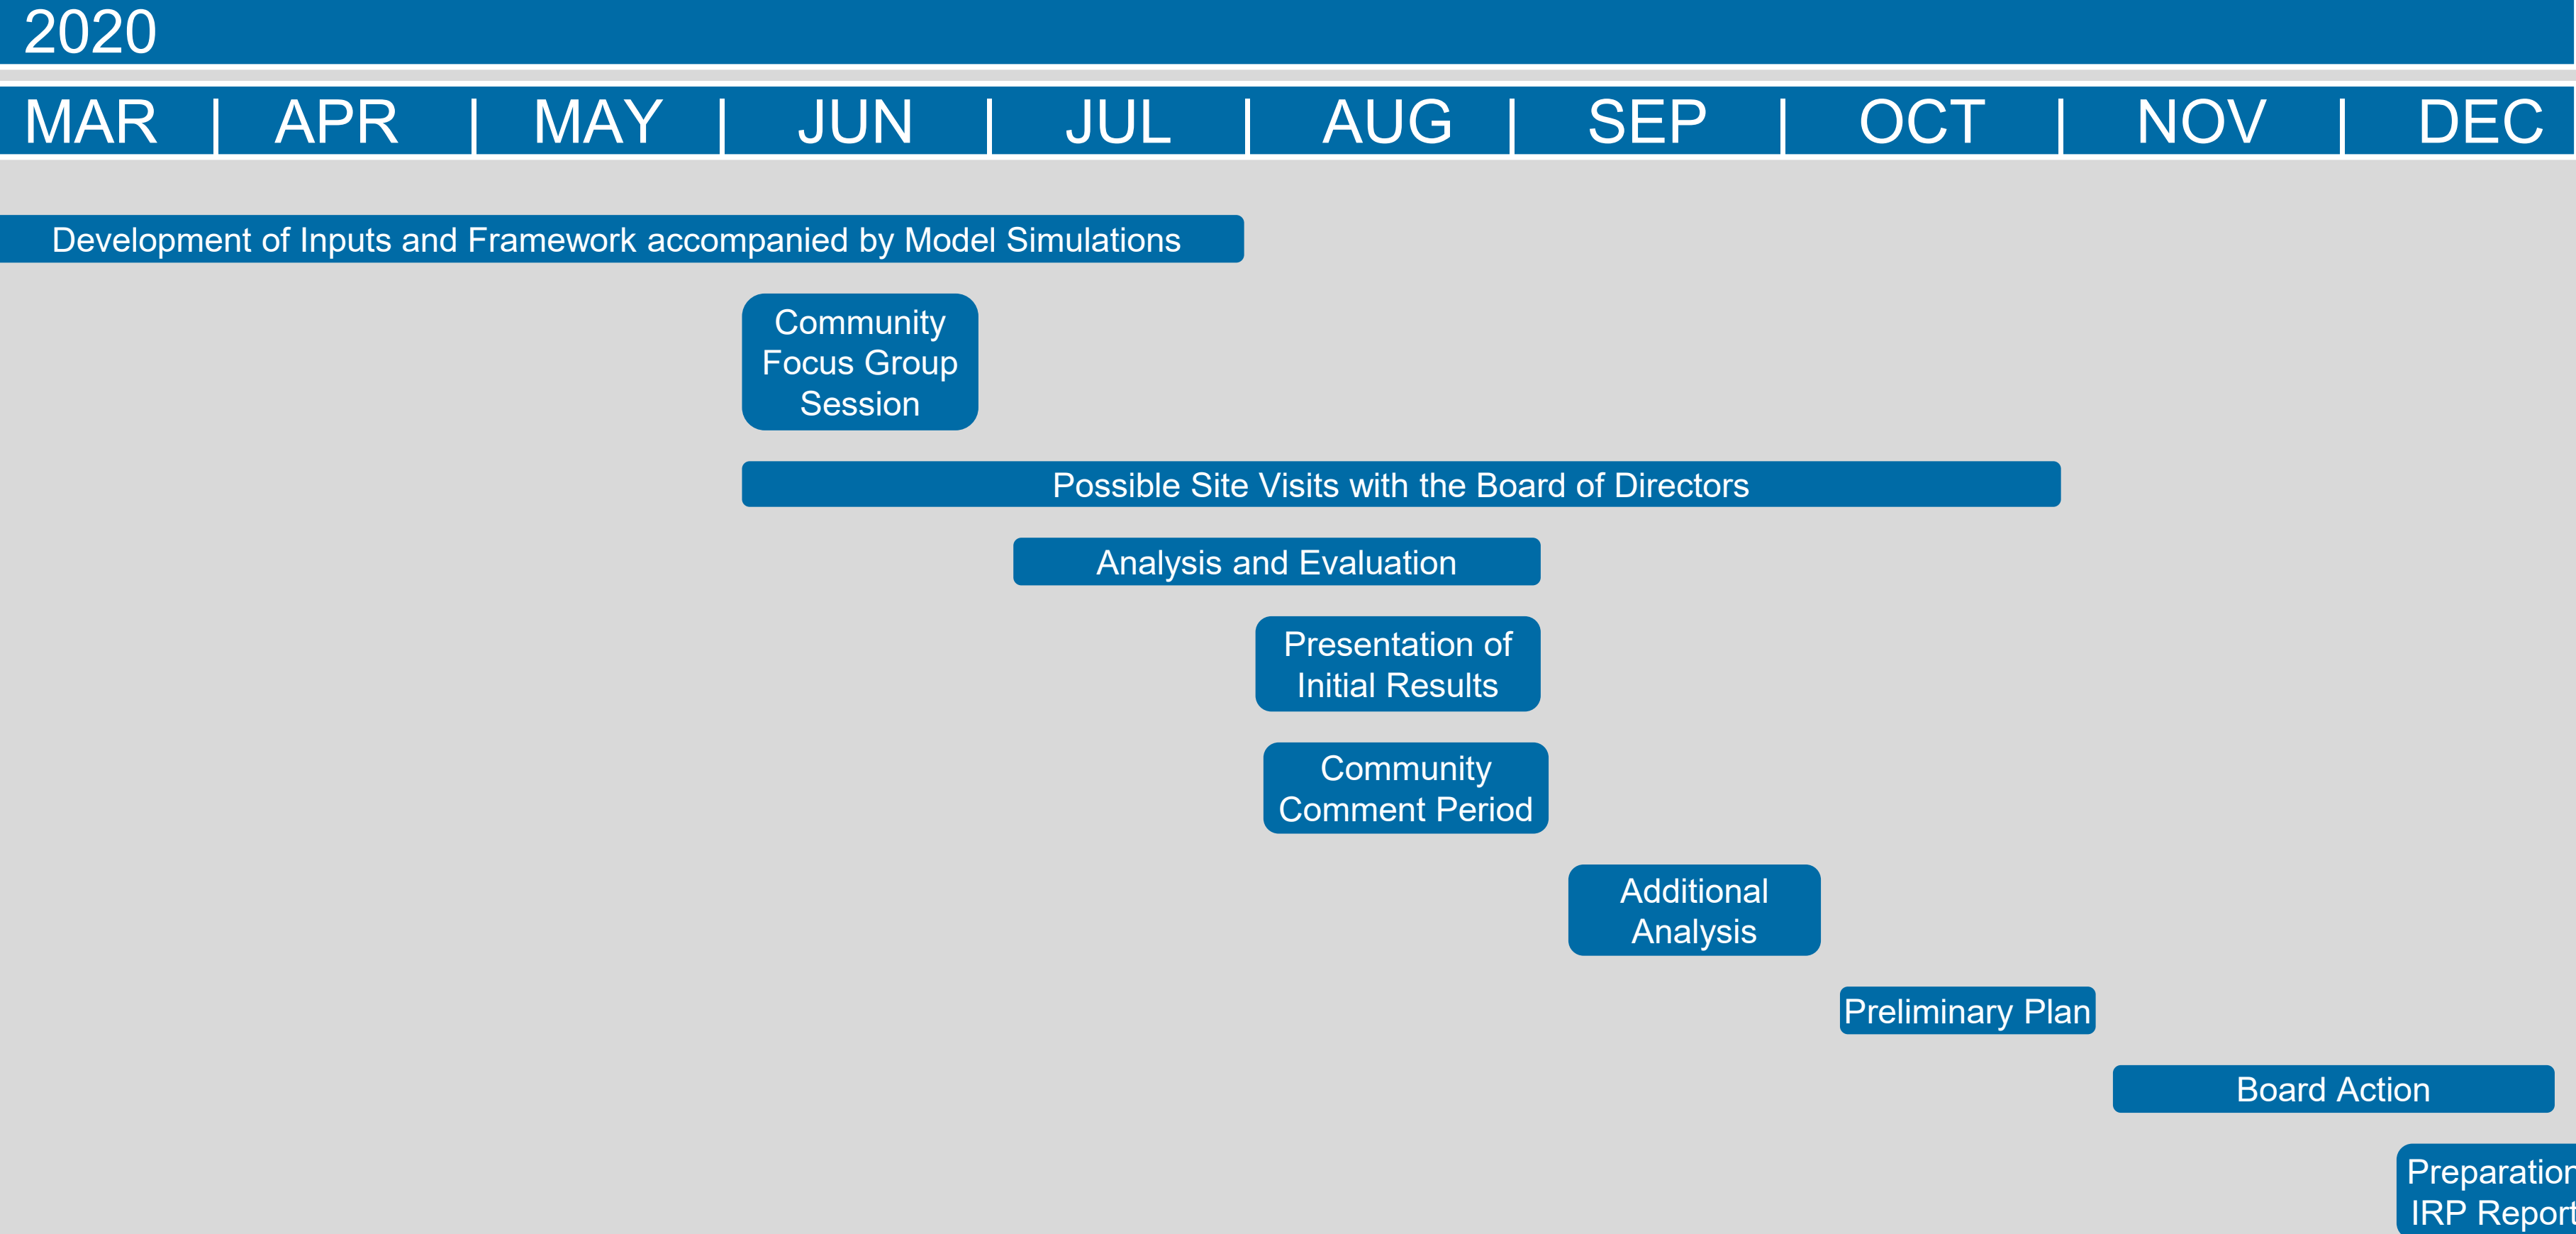 2020
MAR | APR | MAY | JUN | JUL | AUG | SEP | OCT | NOV | DEC
Development of Inputs and Framework accompanied by Model Simulations
Community
Focus Group
Session
Possible Site Visits with the Board of Directors
Analysis and Evaluation
Presentation of
Initial Results
Community
Comment Period
Additional
Analysis
Preliminary Plan
Board Action
Preparation
IRP Report